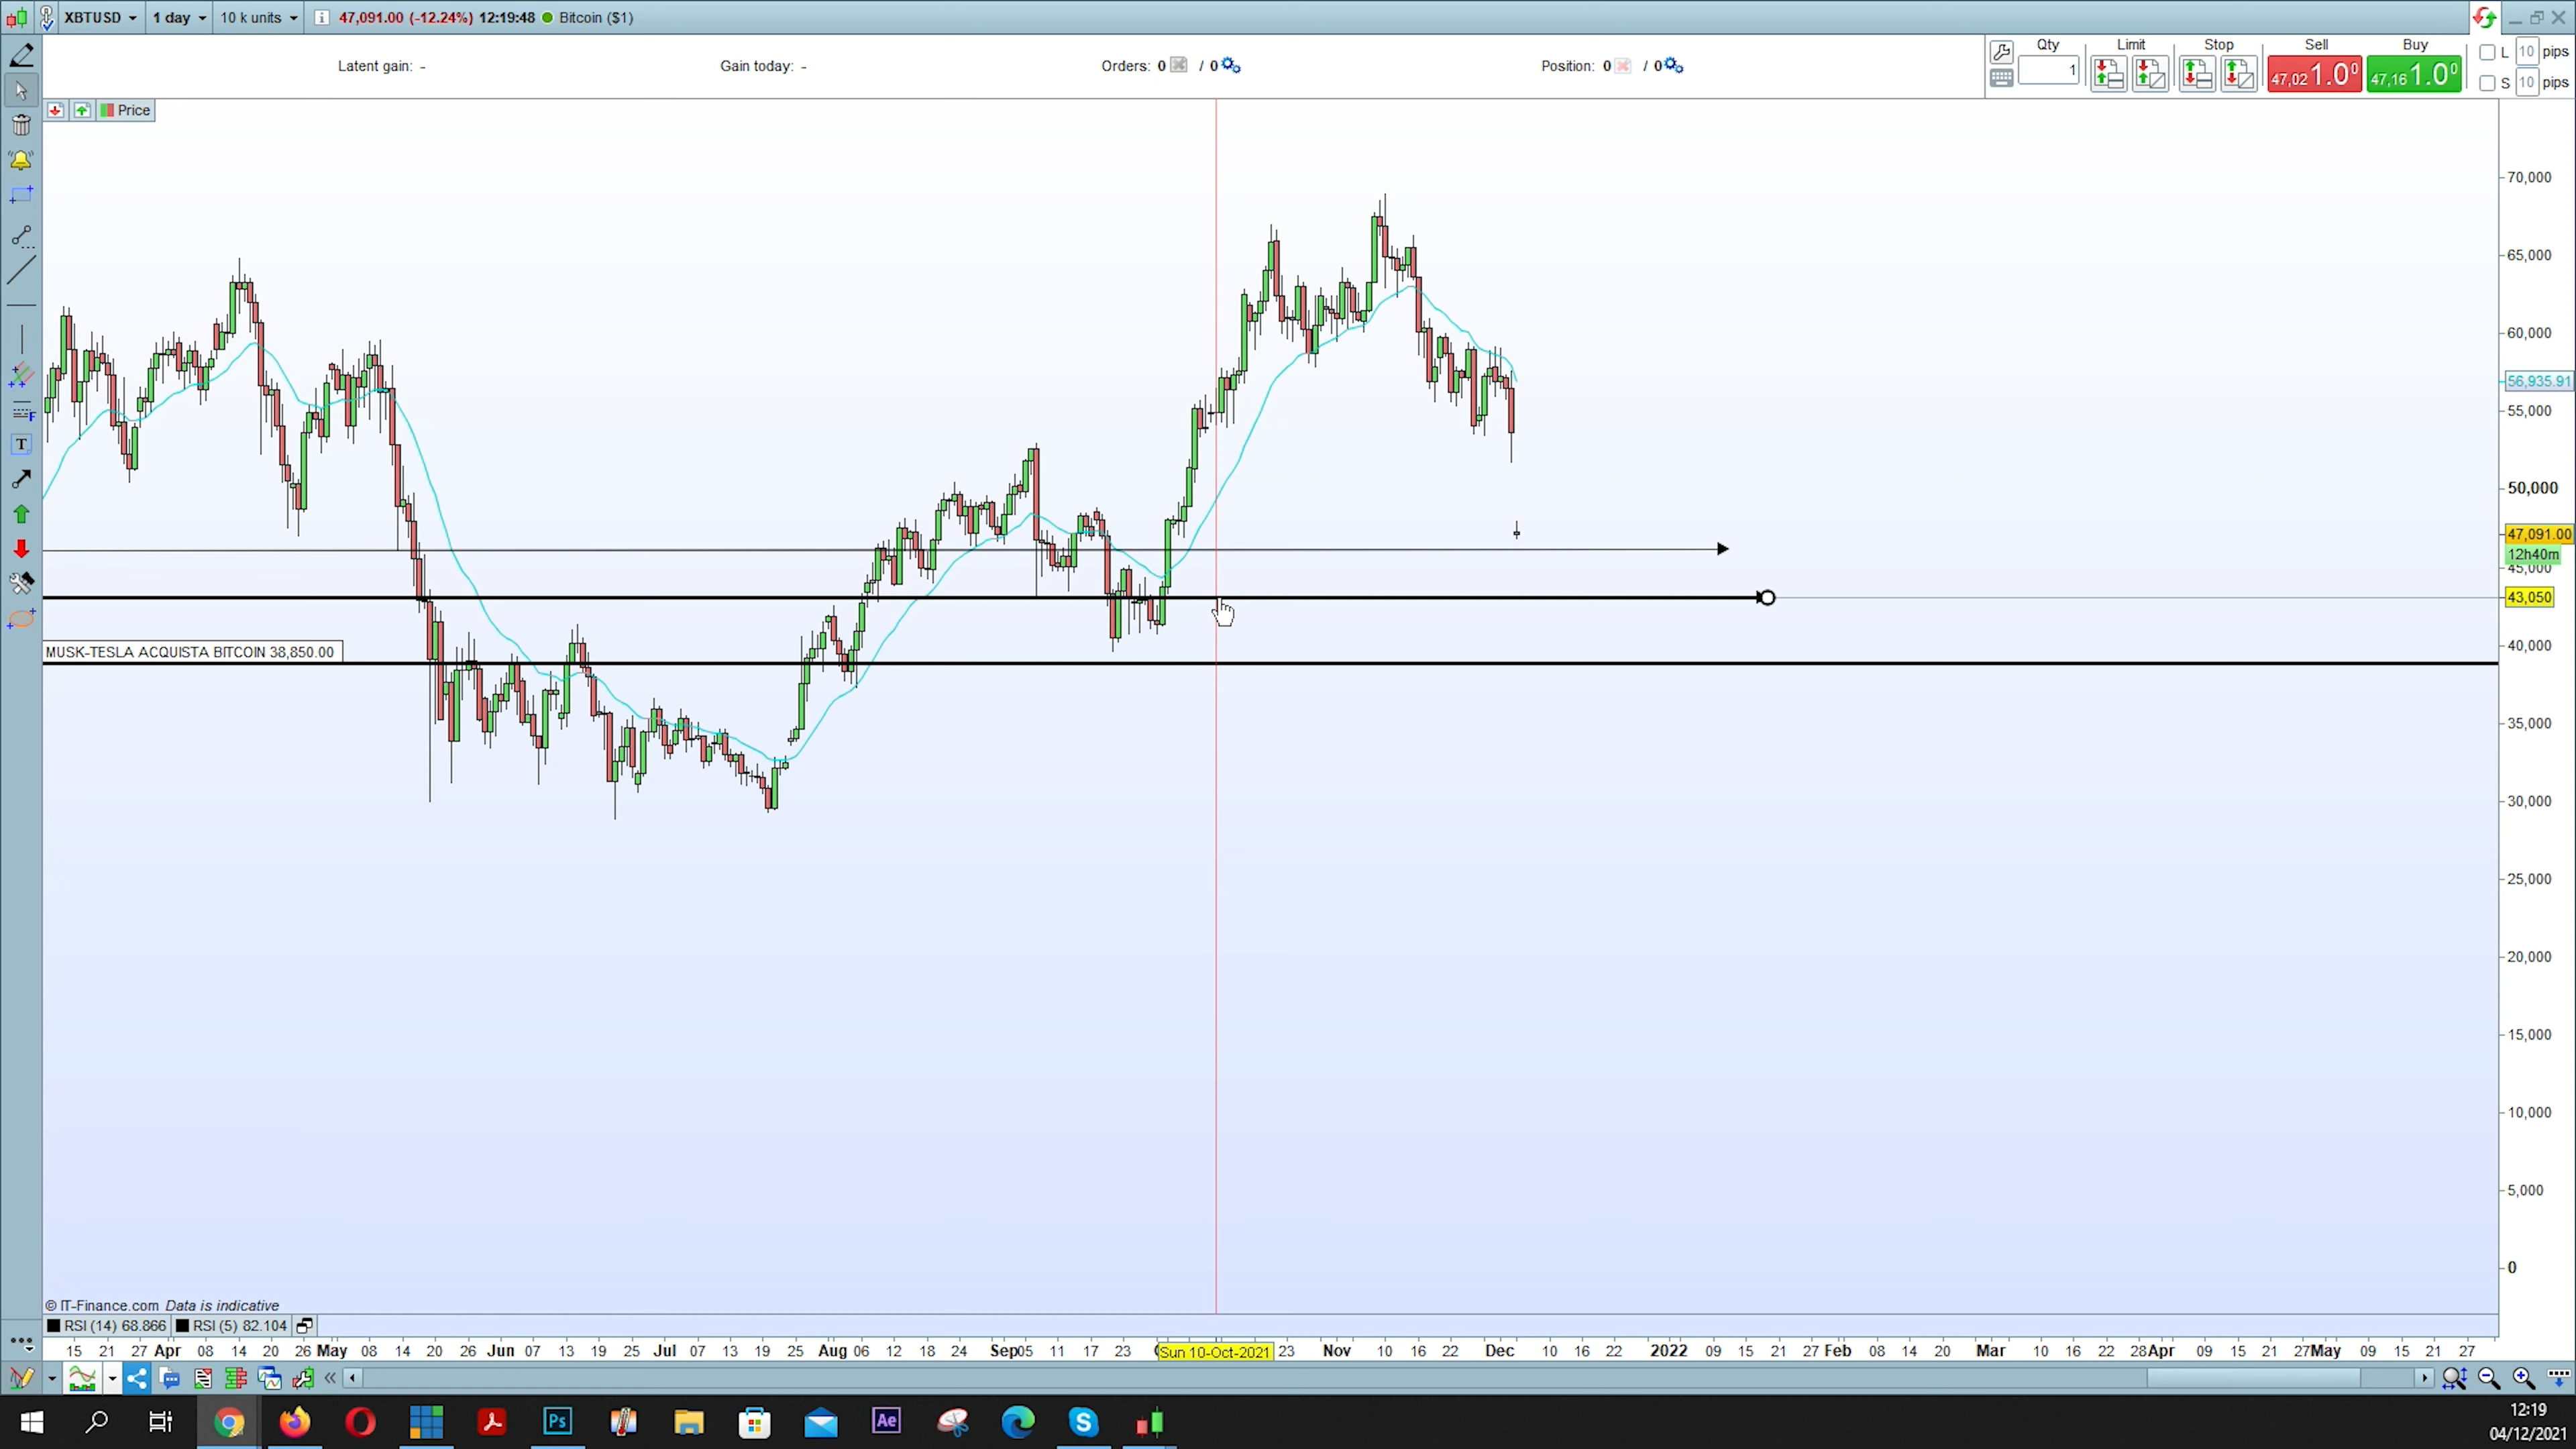 XBTUSD 1 day 10 k units 47,091.00 (-12.24%) 12:19:48 Bitcoin ($1)
Latent gain: - Gain today: - Orders: 0 / 0 Position: 0 / 0
Qty Limit Stop Sell Buy L 10 pips
1 47,02 1.0⁰ 47,16 1.0⁰ S 10 pips
Price
70,000
65,000
60,000
56,935.91
55,000
50,000
47,091.00
12h40m
45,000
43,050
MUSK-TESLA ACQUISTA BITCOIN 38,850.00
40,000
35,000
30,000
25,000
20,000
15,000
10,000
5,000
0
© IT-Finance.com Data is indicative
RSI (14) 68.866 RSI (5) 82.104
15 21 27 Apr 08 14 20 26 May 08 14 20 26 Jun 07 13 19 25 Jul 07 13 19 25 Aug 06 12 18 24 Sep 05 11 17 23 Sun 10-Oct-2021 23 Nov 10 16 22 Dec 10 16 22 2022 09 15 21 27 Feb 08 14 20 Mar 10 16 22 28 Apr 09 15 21 27 May 09 15 21 27
Ps Ae
12:19
04/12/2021